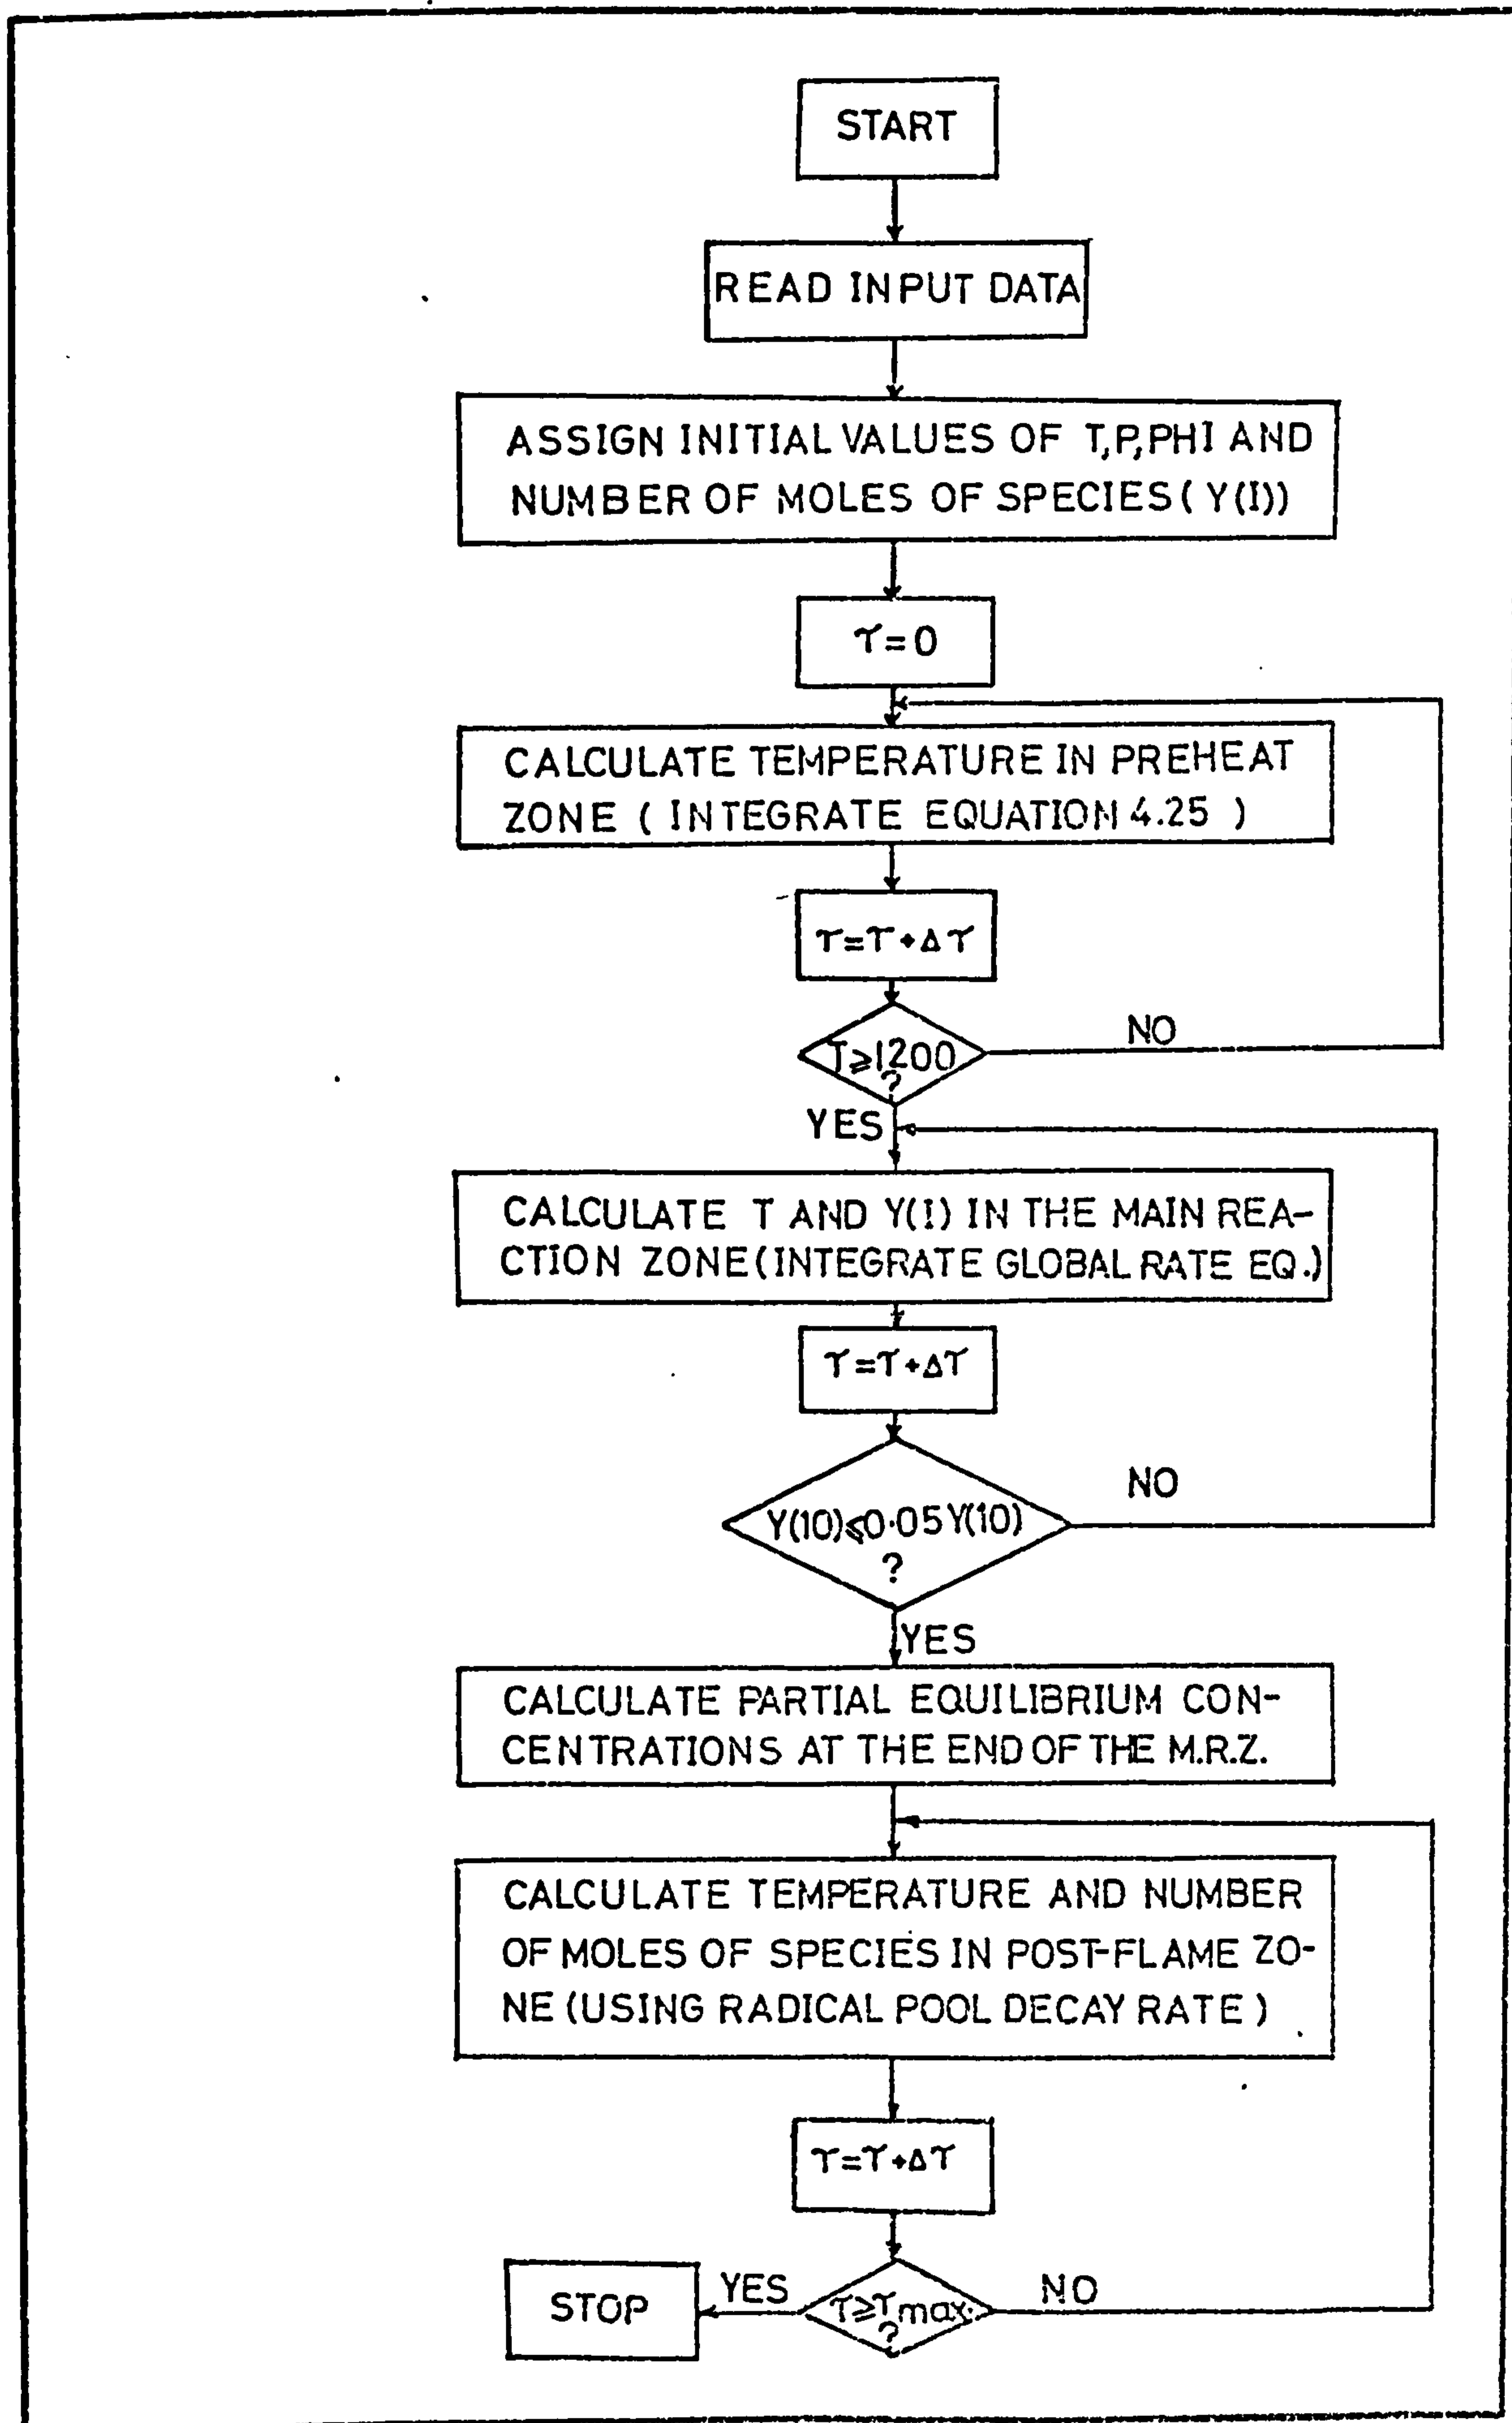 START
READ INPUT DATA
ASSIGN INITIAL VALUES OF T,P,PHI AND
NUMBER OF MOLES OF SPECIES ( Y(I))
τ=0
CALCULATE TEMPERATURE IN PREHEAT
ZONE ( INTEGRATE EQUATION 4.25 )
τ=τ+Δτ
T≥1200
?
NO
YES
CALCULATE T AND Y(I) IN THE MAIN REA-
CTION ZONE (INTEGRATE GLOBAL RATE EQ.)
τ=τ+Δτ
Y(10)≤0.05Y(10)
?
NO
YES
CALCULATE PARTIAL EQUILIBRIUM CON-
CENTRATIONS AT THE END OF THE M.R.Z.
CALCULATE TEMPERATURE AND NUMBER
OF MOLES OF SPECIES IN POST-FLAME ZO-
NE (USING RADICAL POOL DECAY RATE )
τ=τ+Δτ
STOP
YES
τ≥τmax.
?
NO